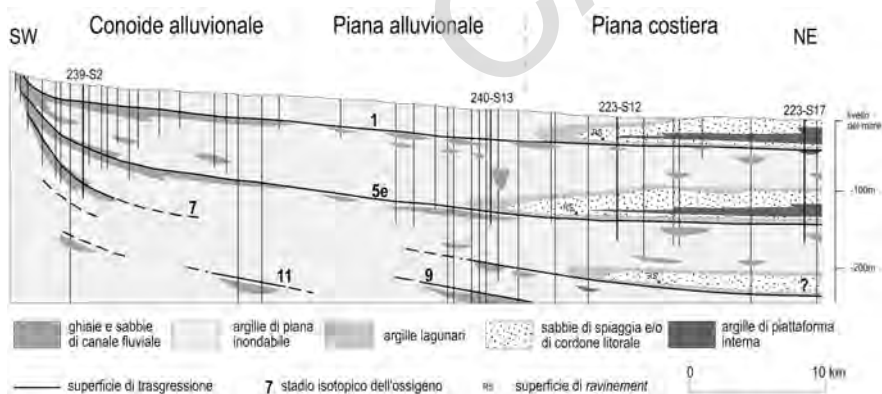 Conoide alluvionale Piana alluvionale Piana costiera
SW NE
239-S2
240-S13
223-S12
223-S17
livello
del mare
1
RS
5e
-100m
RS
7
11
9
-200m
RS
?
ghiaie e sabbie
di canale fluviale
argille di piana
inondabile
argille lagunari
sabbie di spiaggia e/o
di cordone litorale
argille di piattaforma
interna
superficie di trasgressione
7 stadio isotopico dell'ossigeno
RS superficie di ravinement
0 10 km